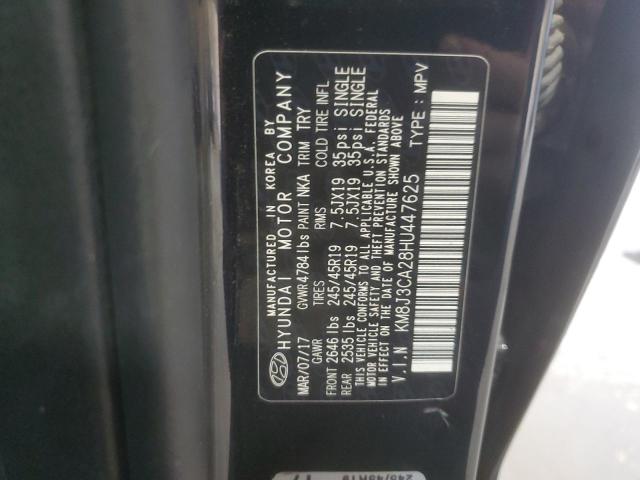 MANUFACTURED IN KOREA BY
HYUNDAI MOTOR COMPANY
MAR/07/17 GVWR 4784 lbs PAINT NKA TRIM TRY
GAWR TIRES RIMS COLD TIRE INFL
FRONT 2646 lbs 245/45R19 7.5JX19 35psi SINGLE
REAR 2535 lbs 245/45R19 7.5JX19 35psi SINGLE
THIS VEHICLE CONFORMS TO ALL APPLICABLE U.S.A. FEDERAL
MOTOR VEHICLE SAFETY AND THEFT PREVENTION STANDARDS
IN EFFECT ON THE DATE OF MANUFACTURE SHOWN ABOVE
V.I.N KM8J3CA28HU447625 TYPE : MPV
245/45R19